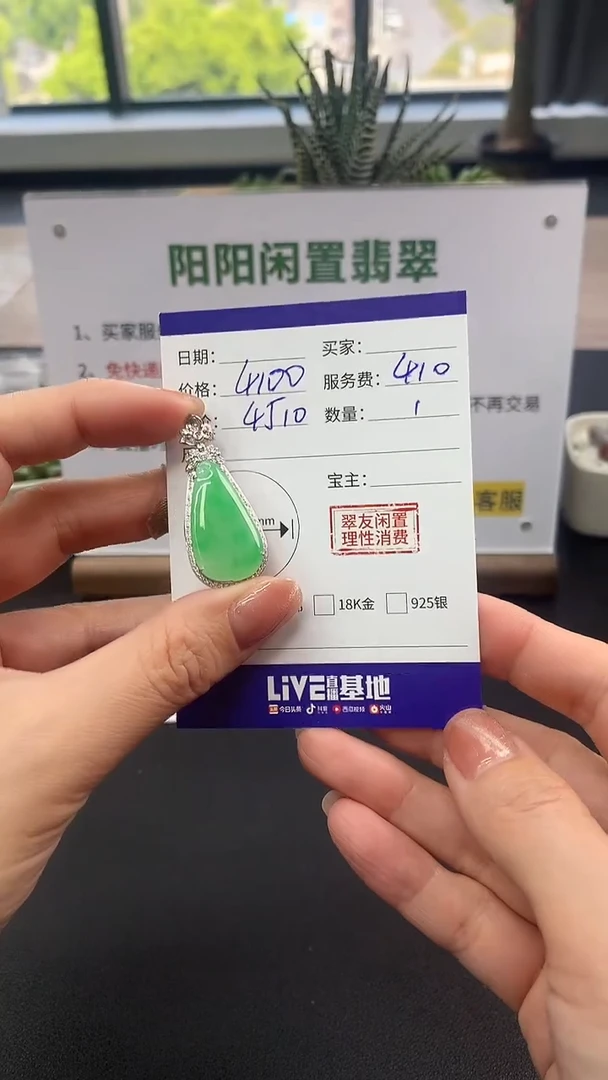 阳阳闲置翡翠
1、买家服
2、免快递
不再交易
客服
日期： 买家：
价格：4100 服务费：410
：4510 数量：1
宝主：
mm
翠友闲置
理性消费
18K金 925银
LiVE直播基地
今日头条 抖音 西瓜视频 火山